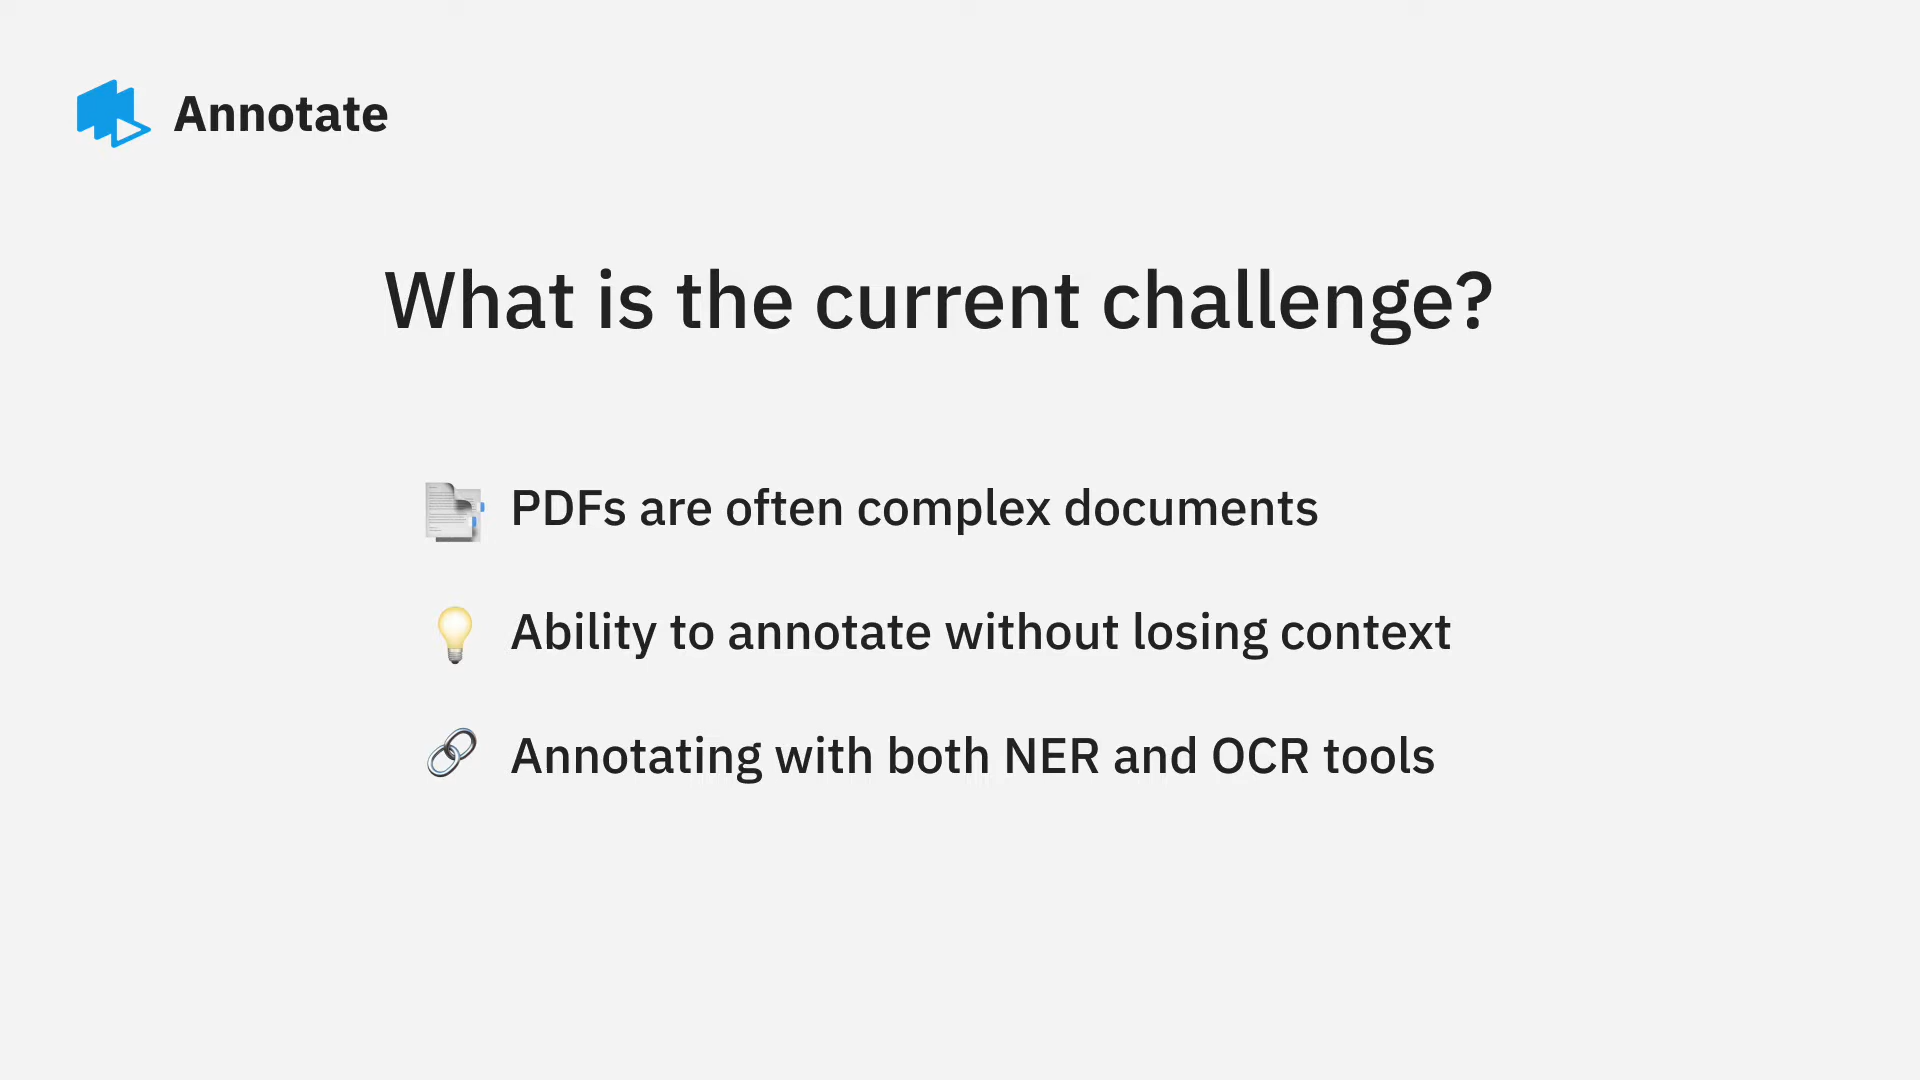 Annotate
What is the current challenge?
PDFs are often complex documents
Ability to annotate without losing context
Annotating with both NER and OCR tools